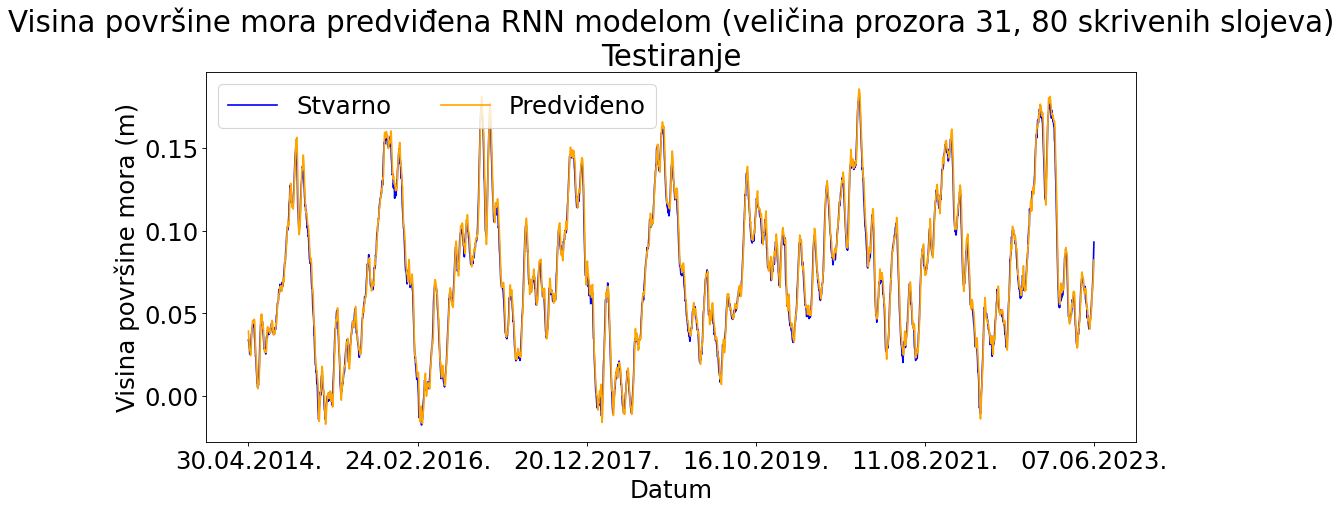 Visina površine mora predviđena RNN modelom (veličina prozora 31, 80 skrivenih slojeva)
Testiranje
Stvarno
Predviđeno
Visina površine mora (m)
0.15
0.10
0.05
0.00
30.04.2014.
24.02.2016.
20.12.2017.
16.10.2019.
11.08.2021.
07.06.2023.
Datum